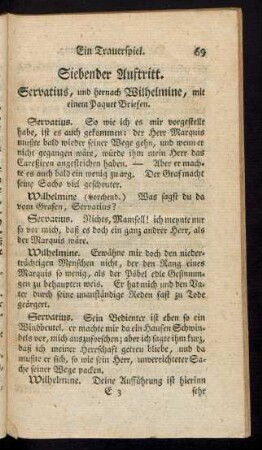 Ein Trauerspiel. 69
Siebender Auftritt.
Servatius, und hernach Wilhelmine, mit
einem Paquet Briefen.
Servatius. So wie ich es mir vorgestellt
habe, ist es auch gekommen: der Herr Marquis
mußte bald wieder seiner Wege gehn, und wenner
nicht gegangen wäre, würde ihm mein Herr das
Caressiren angestrichen haben. — Aber er mach-
te es auch bald ein wenig zu arg. Der Graf macht
seine Sachs viel gescheuter.
Wilhelmine (horchend.) Was sagst du da
vom Grafen, Servatius?
Servatius. Nichts, Mamsell! ich meynte nur
so vor mich, daß es doch ein ganz andrer Herr, als
der Marquis wäre.
Wilhelmine. Erwähne mir doch den nieder-
trächtigen Menschen nicht, der den Rang eines
Marquis so wenig, als der Pöbel edle Gesinnun-
gen zu behaupten weis. Er hat mich und den Va-
ter durch seine unanständige Reden fast zu Tode
geärgert.
Servatius. Sein Bedienter ist eben so ein
Windbeutel, er machte mir da ein Haufen Schwin-
dels vor, mich auszuforschen; aber ich sagte ihm kurz,
daß ich meiner Herrschaft getreu bliebe, und da
mußte er sich, so wie sein Herr, unverrichteter Sa-
che seiner Wege packen.
Wilhelmine. Deine Aufführung ist hierinn
E 3 sehr